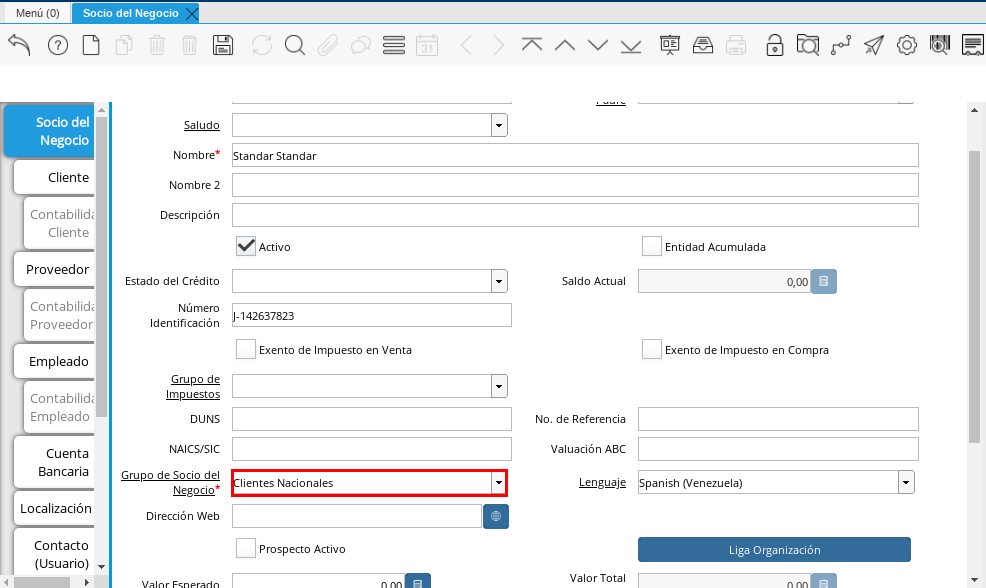 Menú (0)
Socio del Negocio
31
Socio del
Negocio
Cliente
Contabilida
Cliente
Proveedor
Contabilida
Proveedor
Empleado
Contabilida
Empleado
Cuenta
Bancaria
Localización
Contacto
(Usuario)
Padre
Saludo
Nombre*
Standar Standar
Nombre 2
Descripción
Activo
Entidad Acumulada
Estado del Crédito
Saldo Actual
0,00
Número
Identificación
J-142637823
Exento de Impuesto en Venta
Exento de Impuesto en Compra
Grupo de
Impuestos
DUNS
No. de Referencia
NAICS/SIC
Valuación ABC
Grupo de Socio del
Negocio*
Clientes Nacionales
Lenguaje
Spanish (Venezuela)
Dirección Web
Prospecto Activo
Liga Organización
Valor Esperado
0,00
Valor Total
0,00